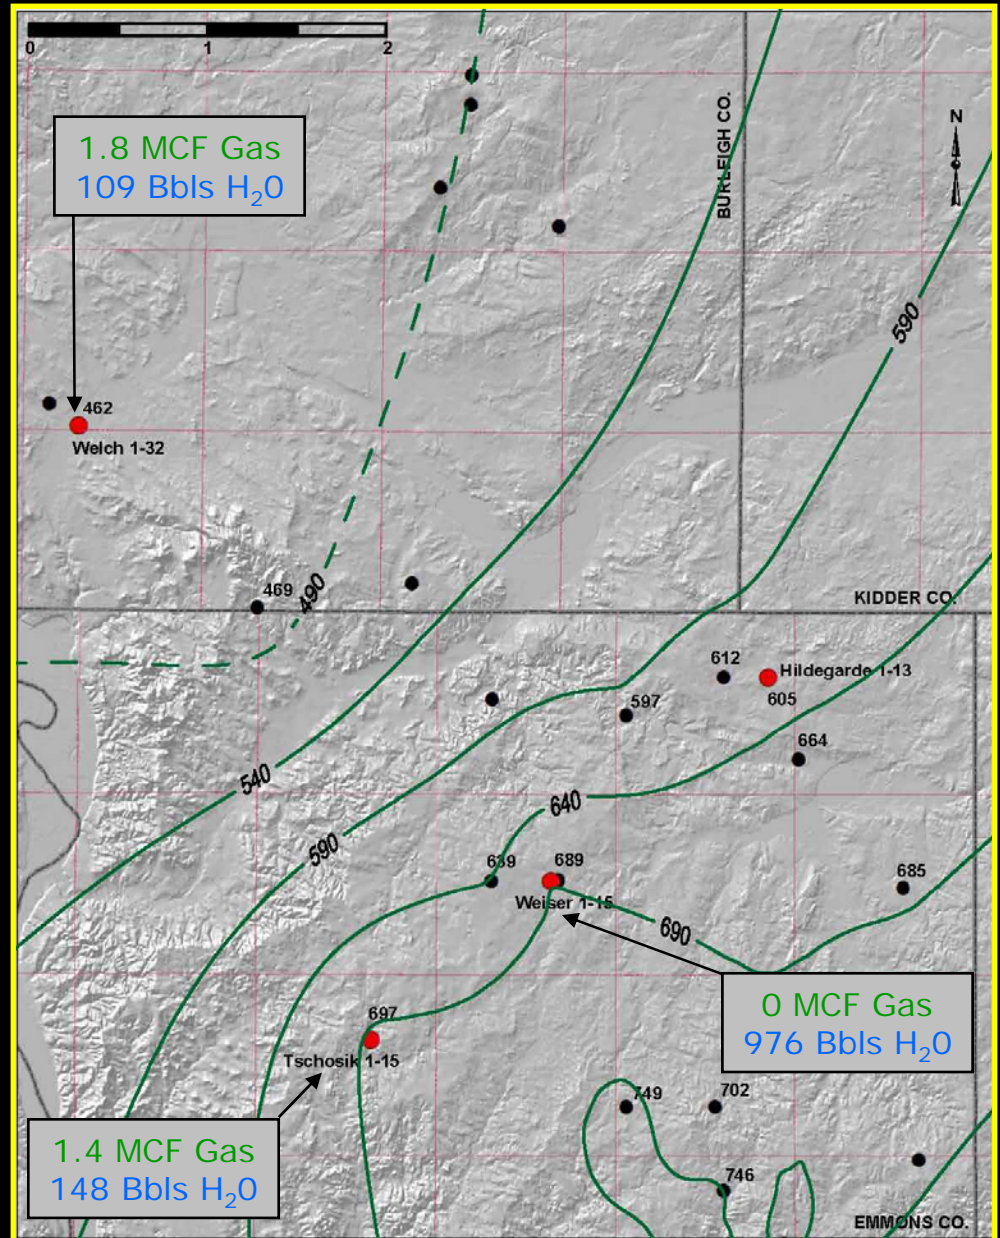 0 1 2
BURLEIGH CO.
N
1.8 MCF Gas
109 Bbls H₂0
590
462
Welch 1-32
469
490
KIDDER CO.
612
Hildegarde 1-13
605
597
664
540
640
590
639
689
685
Weiser 1-15
690
0 MCF Gas
976 Bbls H₂0
697
Tschosik 1-15
749
702
1.4 MCF Gas
148 Bbls H₂0
746
EMMONS CO.